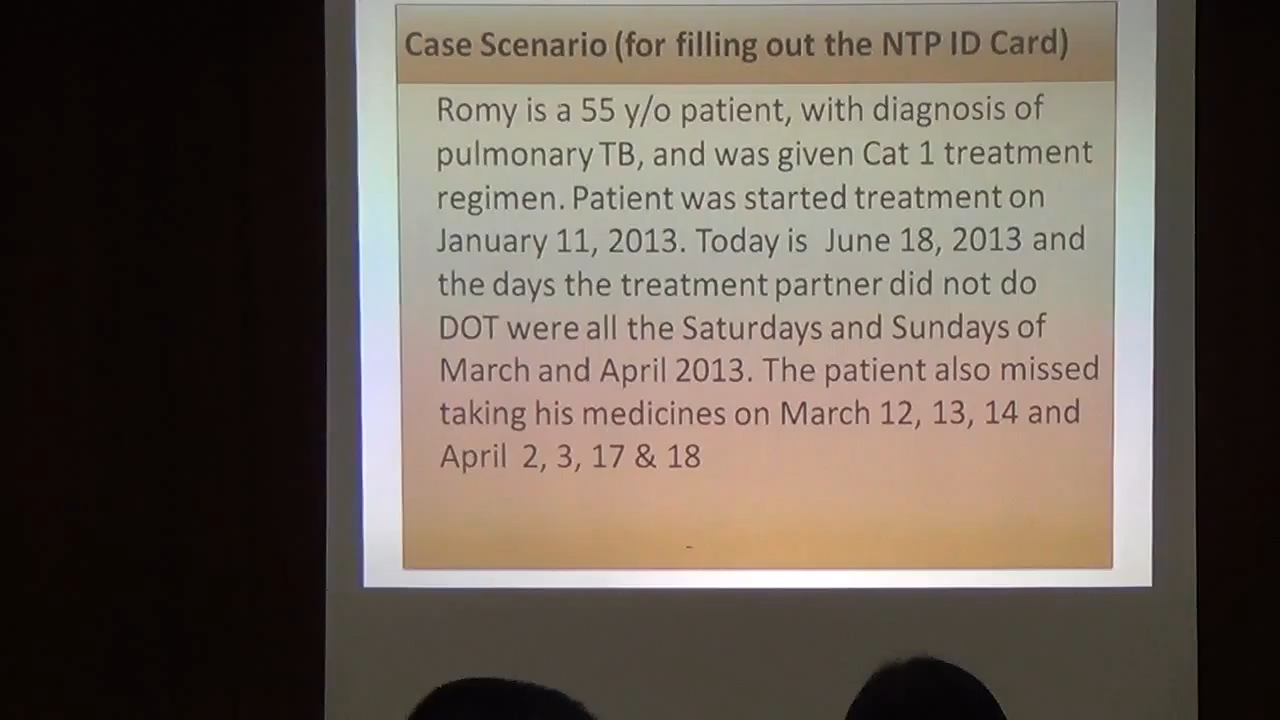 Case Scenario (for filling out the NTP ID Card)
Romy is a 55 y/o patient, with diagnosis of
pulmonary TB, and was given Cat 1 treatment
regimen. Patient was started treatment on
January 11, 2013. Today is June 18, 2013 and
the days the treatment partner did not do
DOT were all the Saturdays and Sundays of
March and April 2013. The patient also missed
taking his medicines on March 12, 13, 14 and
April 2, 3, 17 & 18